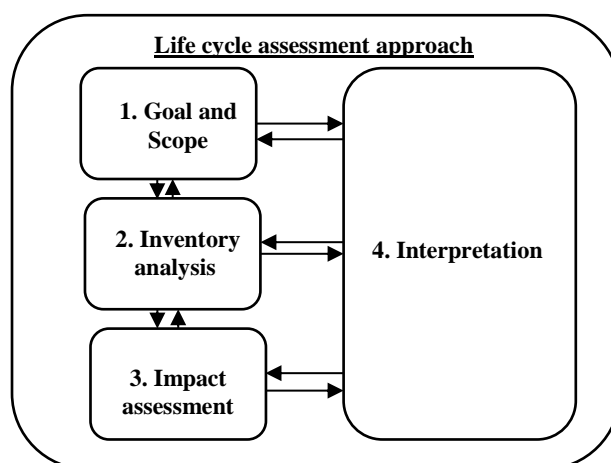 Life cycle assessment approach
1. Goal and
Scope
2. Inventory
analysis
3. Impact
assessment
4. Interpretation